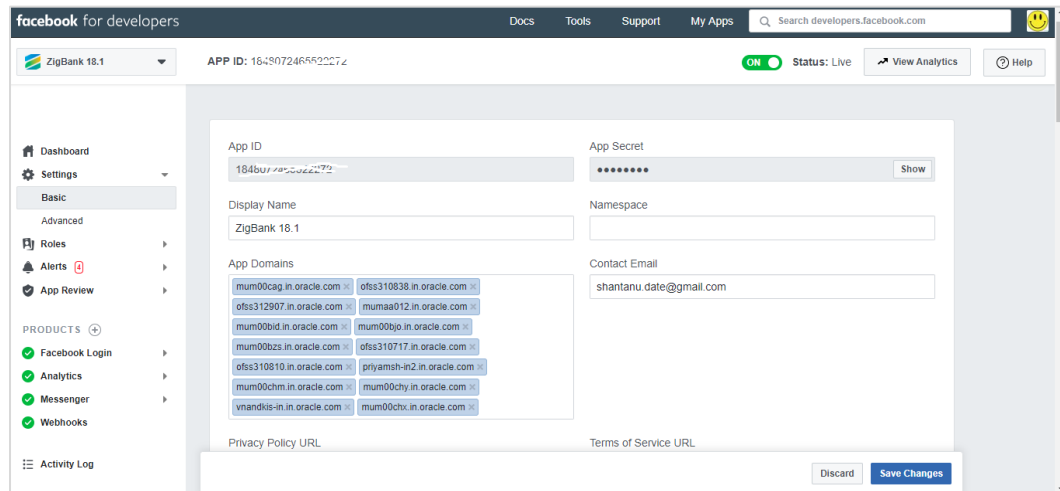 facebook for developers
Docs Tools Support My Apps Search developers.facebook.com
ZigBank 18.1 APP ID: ON Status: Live View Analytics Help
App ID App Secret
•••••••• Show
Dashboard
Settings
Basic
Advanced
Roles
Alerts 4
App Review
PRODUCTS
Facebook Login
Analytics
Messenger
Webhooks
Activity Log
Display Name Namespace
ZigBank 18.1
App Domains Contact Email
shantanu.date@gmail.com
mum00cag.in.oracle.com × ofss310838.in.oracle.com ×
ofss312907.in.oracle.com × mumaa012.in.oracle.com ×
mum00bid.in.oracle.com × mum00bjo.in.oracle.com ×
mum00bzs.in.oracle.com × ofss310717.in.oracle.com ×
ofss310810.in.oracle.com × priyamsh-in2.in.oracle.com ×
mum00chm.in.oracle.com × mum00chy.in.oracle.com ×
vnandkis-in.in.oracle.com × mum00chx.in.oracle.com ×
Privacy Policy URL Terms of Service URL
Discard Save Changes